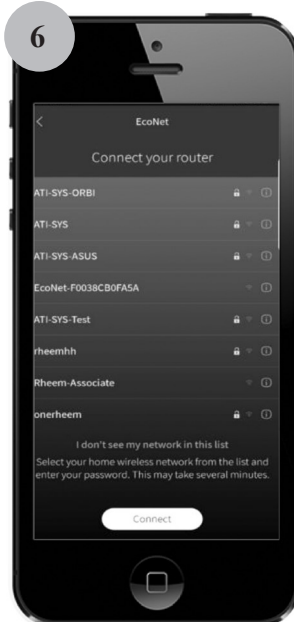 6
EcoNet
Connect your router
ATI-SYS-ORBI
ATI-SYS
ATI-SYS-ASUS
EcoNet-F0038CB0FA5A
ATI-SYS-Test
rheemhh
Rheem-Associate
onerheem
I don't see my network in this list
Select your home wireless network from the list and
enter your password. This may take several minutes.
Connect